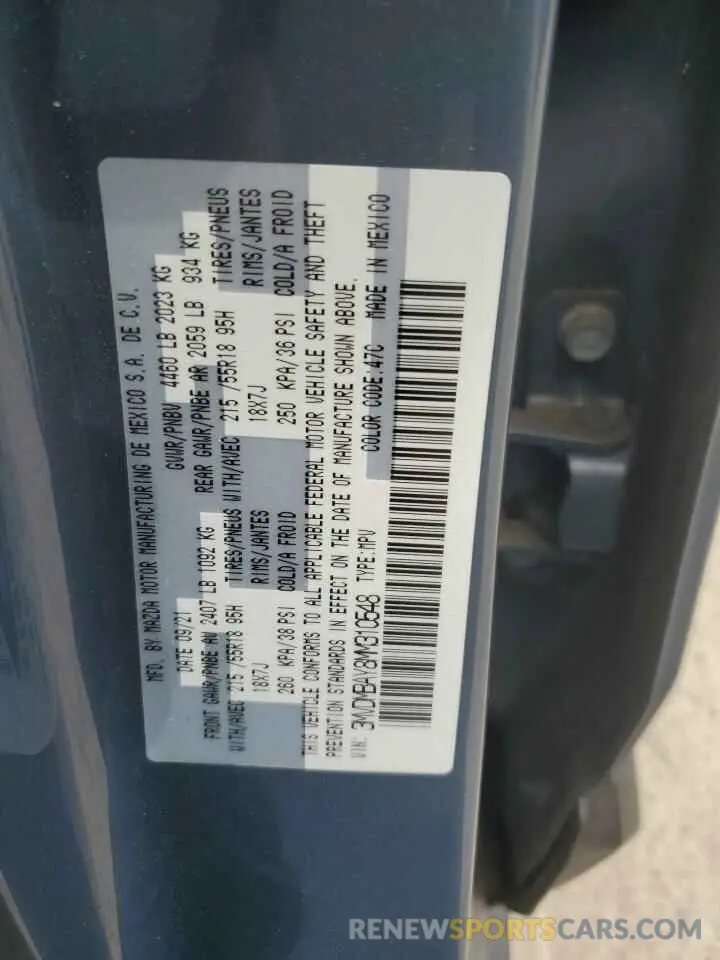 MFD. BY MAZDA MOTOR MANUFACTURING DE MEXICO S.A. DE C.V.
DATE 09/21 GVWR/PNBV 4460 LB 2023 KG
FRONT GAWR/PNBE AV 2407 LB 1092 KG REAR GAWR/PNBE AR 2059 LB 934 KG
WITH/AVEC 215 /55R18 95H TIRES/PNEUS WITH/AVEC 215 /55R18 95H TIRES/PNEUS
18X7J RIMS/JANTES 18X7J RIMS/JANTES
260 KPA/38 PSI COLD/A FROID 250 KPA/36 PSI COLD/A FROID
THIS VEHICLE CONFORMS TO ALL APPLICABLE FEDERAL MOTOR VEHICLE SAFETY AND THEFT
PREVENTION STANDARDS IN EFFECT ON THE DATE OF MANUFACTURE SHOWN ABOVE.
VIN: 3MVDMBAY8MM310548 TYPE:MPV COLOR CODE:47C MADE IN MEXICO
RENEWSPORTSCARS.COM